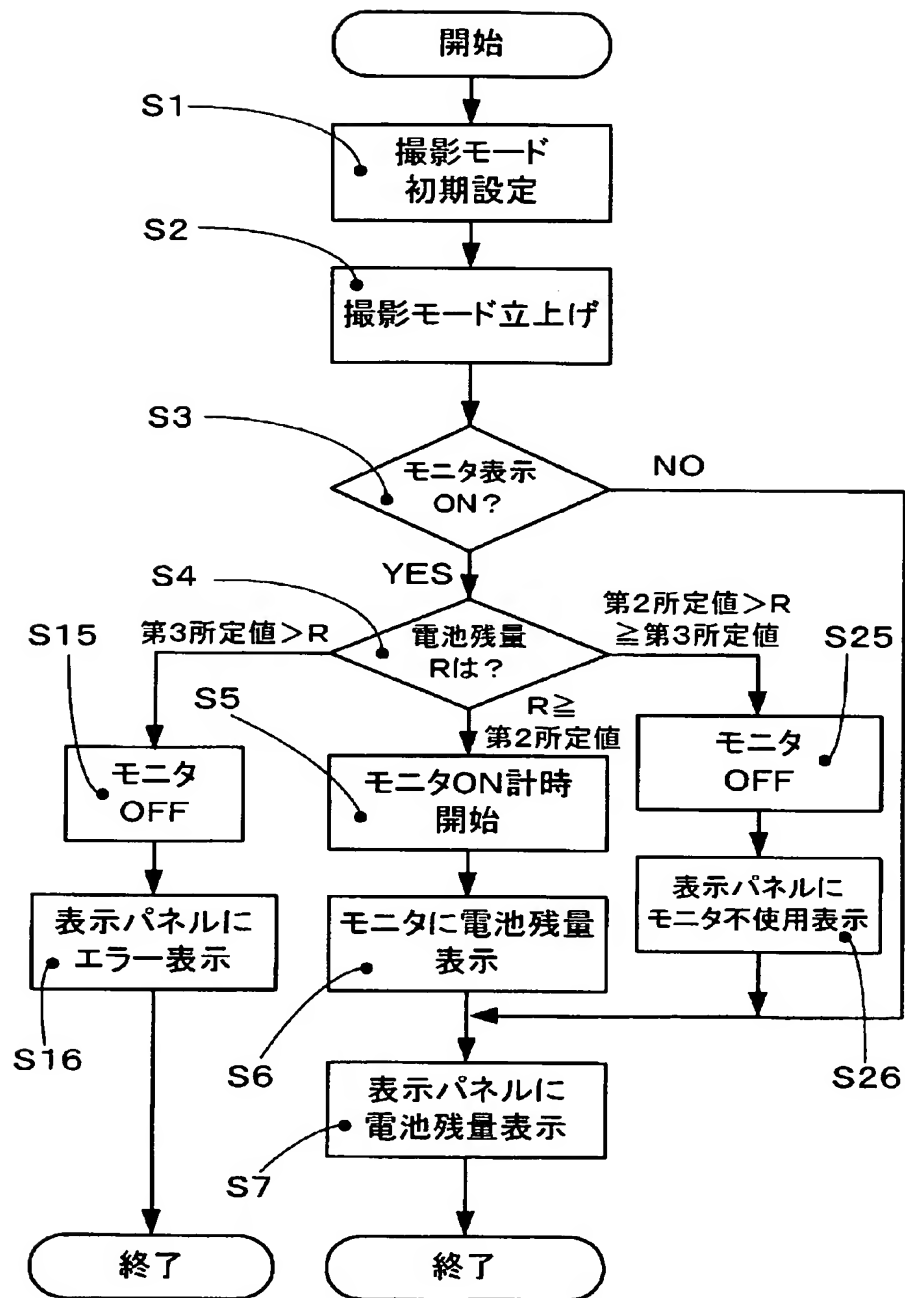 開始
S1
撮影モード
初期設定
S2
撮影モード立上げ
S3
モニタ表示
ON?
NO
YES
S4
電池残量
Rは?
第3所定値>R
第2所定値>R
≧第3所定値
R≧
第2所定値
S15
モニタ
OFF
S5
モニタON計時
開始
S25
モニタ
OFF
表示パネルに
エラー表示
S16
モニタに電池残量
表示
S6
表示パネルに
モニタ不使用表示
S26
表示パネルに
電池残量表示
S7
終了
終了